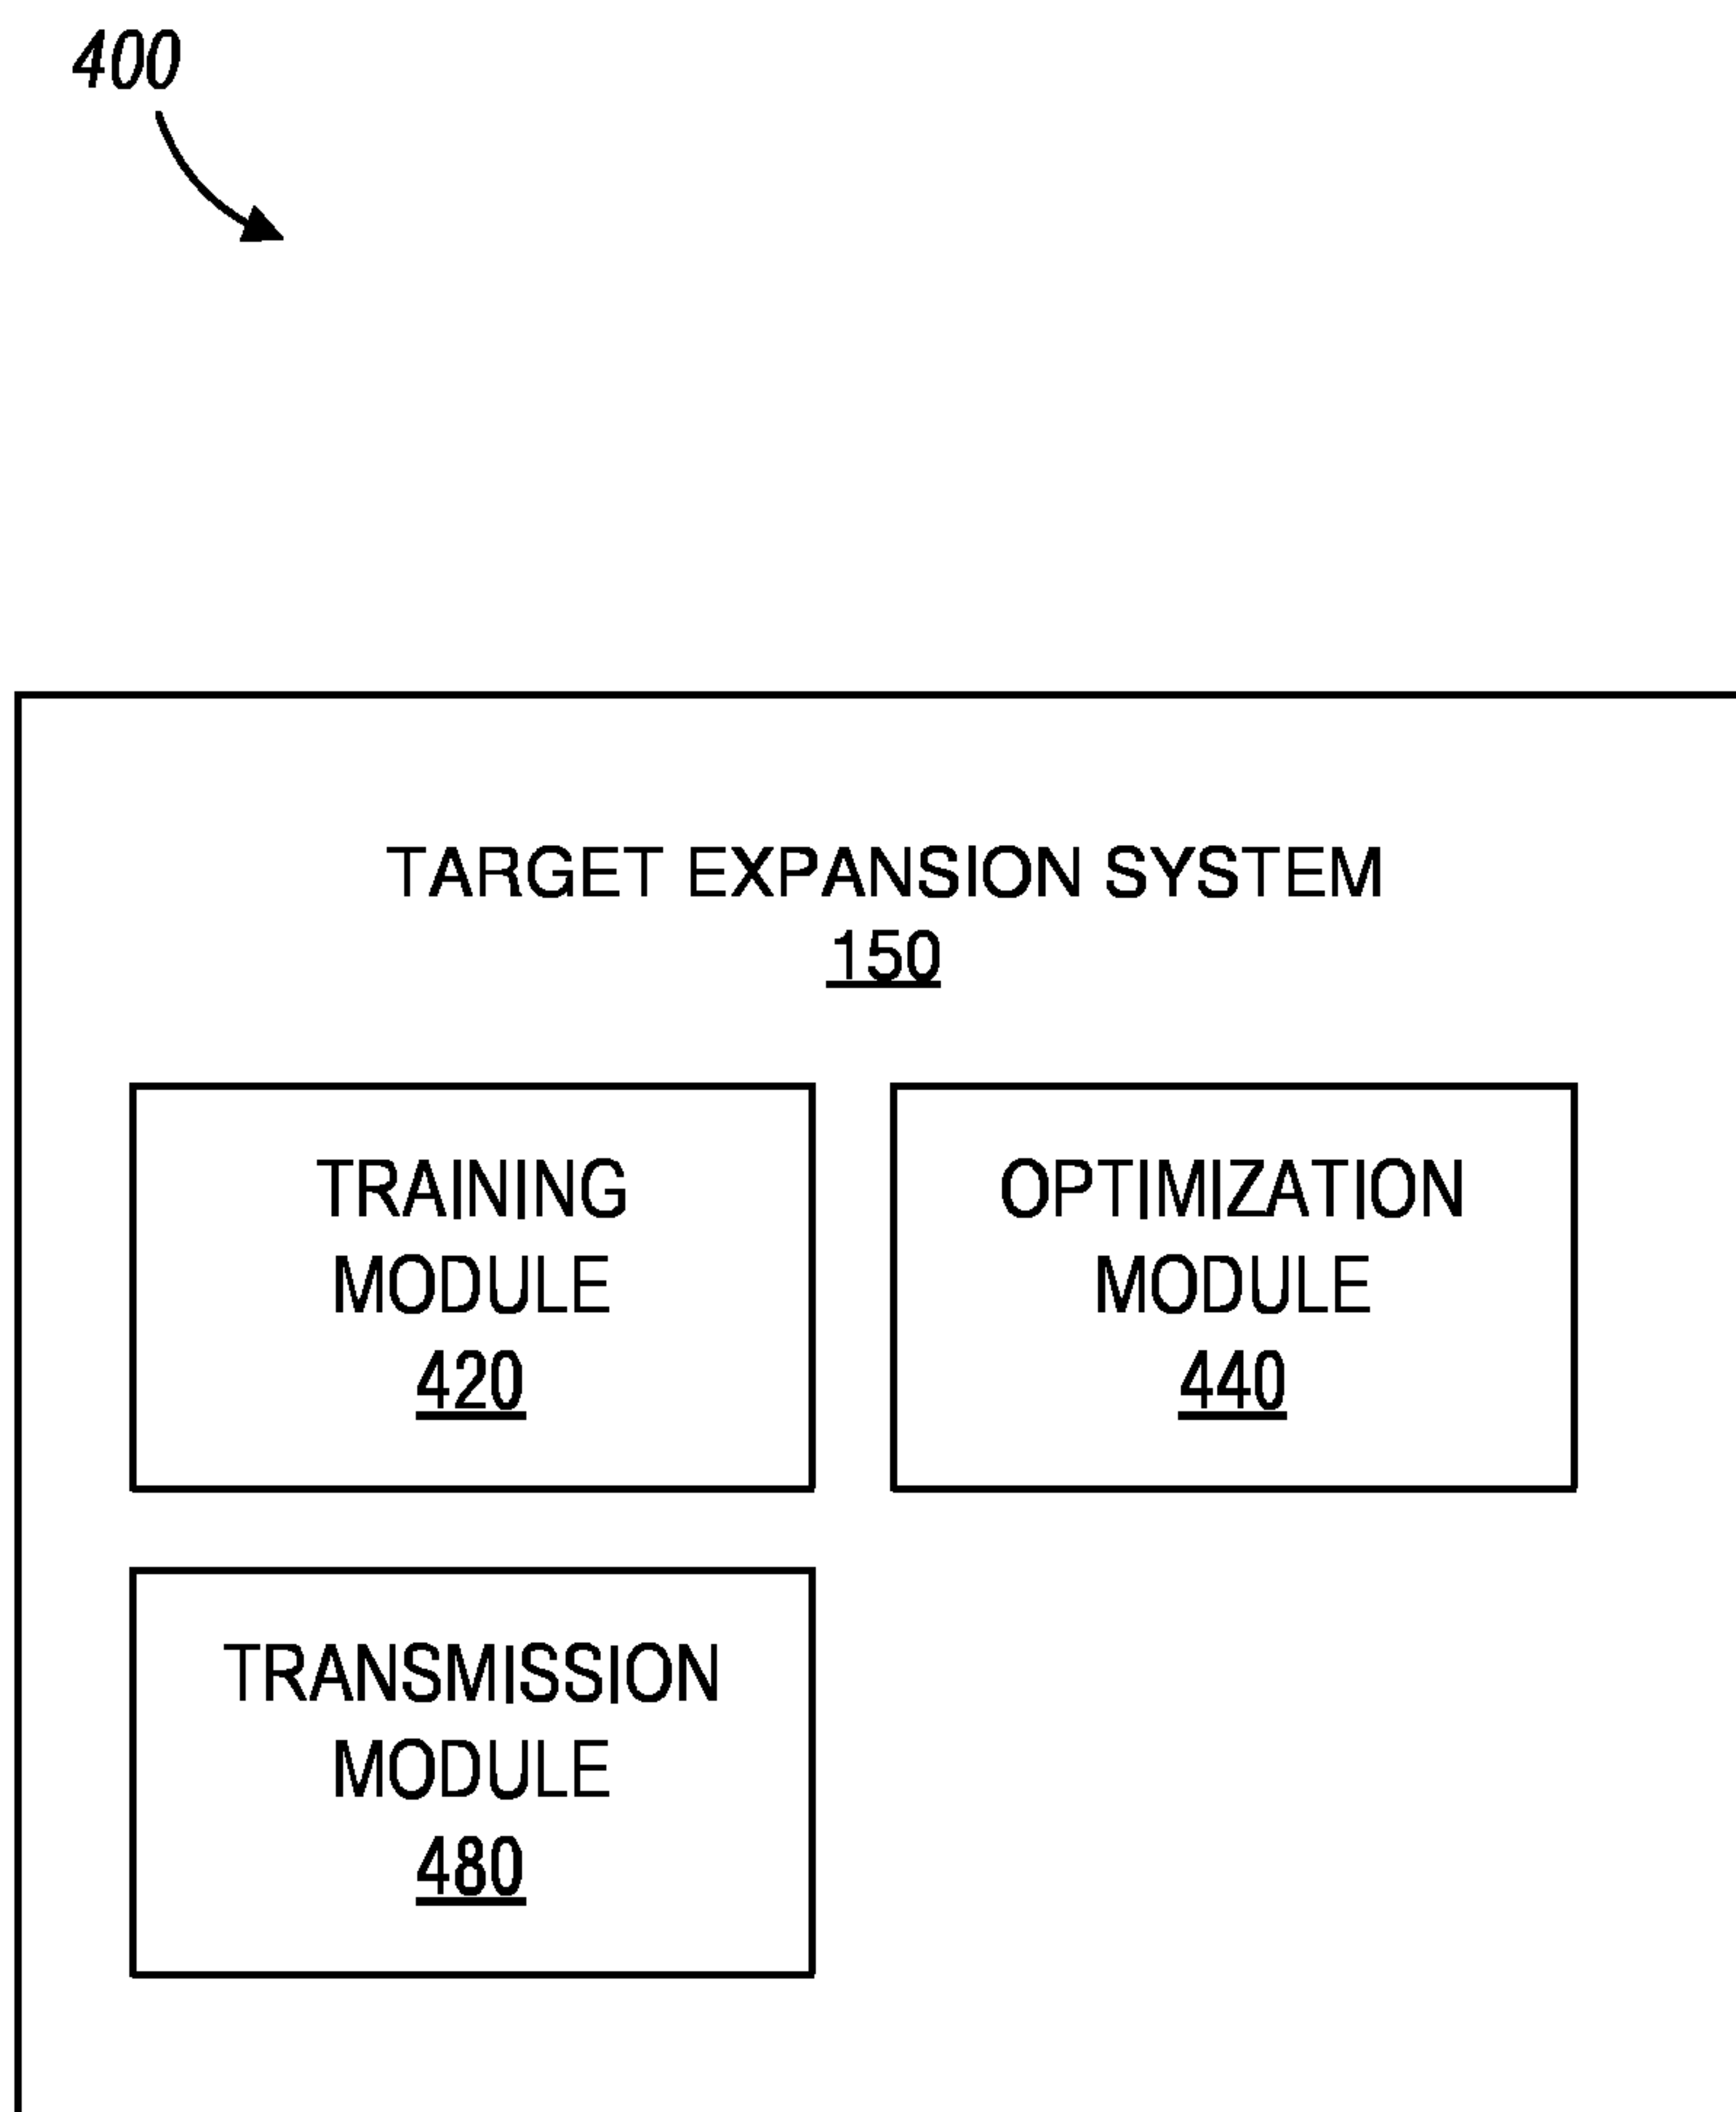 400
TARGET EXPANSION SYSTEM
150
TRAINING
MODULE
420
OPTIMIZATION
MODULE
440
TRANSMISSION
MODULE
480